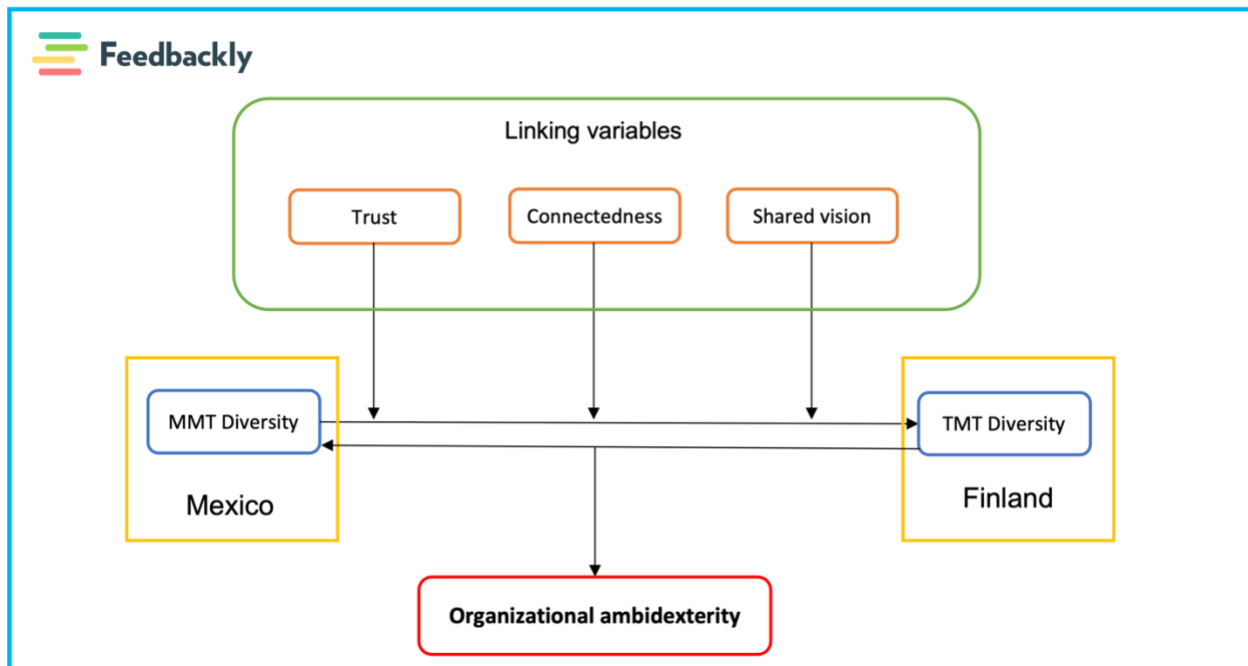 Feedbackly
Linking variables
Trust
Connectedness
Shared vision
MMT Diversity
TMT Diversity
Mexico
Finland
Organizational ambidexterity